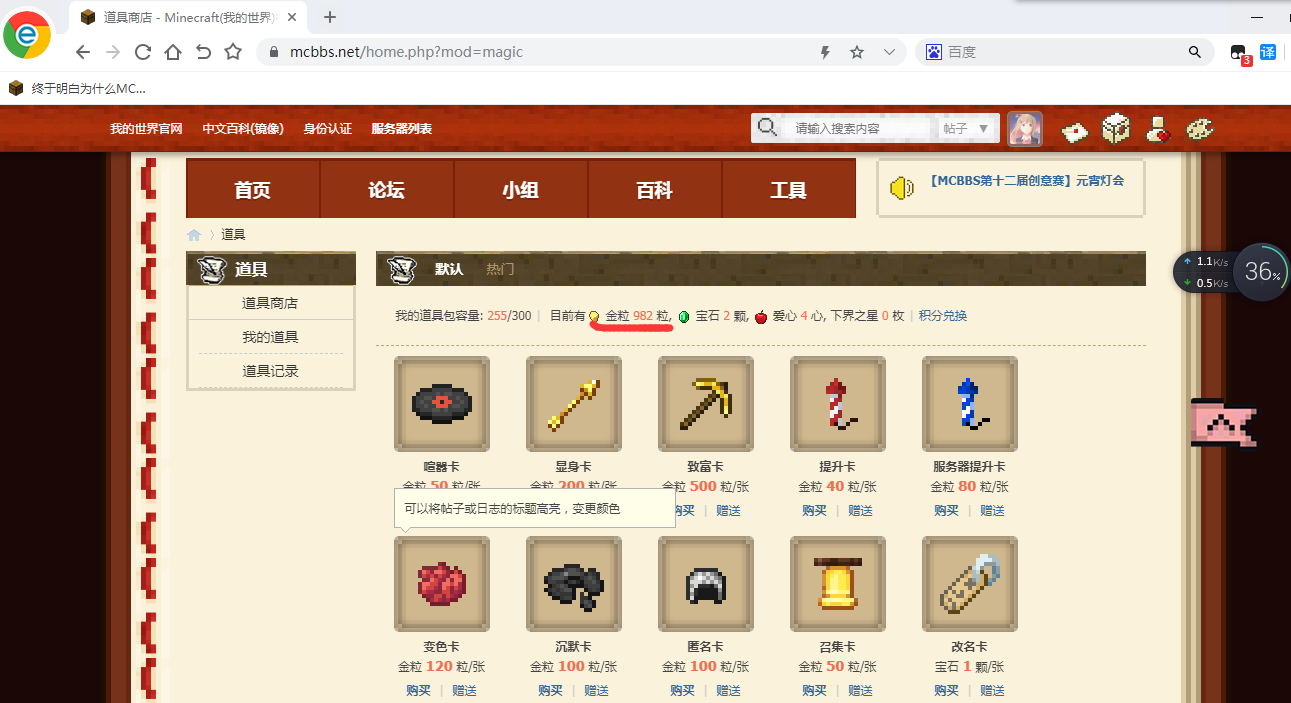 道具商店 - Minecraft(我的世界)
mcbbs.net/home.php?mod=magic
百度
3
译
终于明白为什么MC...
我的世界官网 中文百科(镜像) 身份认证 服务器列表
请输入搜索内容 帖子 ▼
首页 论坛 小组 百科 工具
【MCBBS第十二届创意赛】元宵灯会
道具
道具
道具商店
我的道具
道具记录
默认 热门
1.1K/s
0.5K/s
36%
我的道具包容量: 255/300 | 目前有 金粒 982 粒, 宝石 2 颗, 爱心 4 心, 下界之星 0 枚 | 积分兑换
喧嚣卡 显身卡 致富卡 提升卡 服务器提升卡
金粒 50 粒/张 金粒 200 粒/张 金粒 500 粒/张 金粒 40 粒/张 金粒 80 粒/张
购买 | 赠送 购买 | 赠送 购买 | 赠送
可以将帖子或日志的标题高亮，变更颜色
变色卡 沉默卡 匿名卡 召集卡 改名卡
金粒 120 粒/张 金粒 100 粒/张 金粒 100 粒/张 金粒 50 粒/张 宝石 1 颗/张
购买 | 赠送 购买 | 赠送 购买 | 赠送 购买 | 赠送 购买 | 赠送